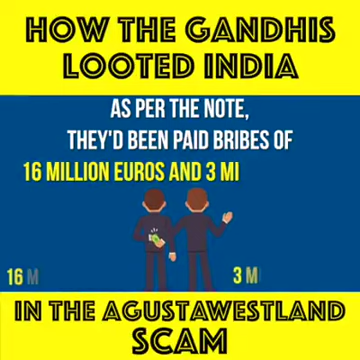 HOW THE GANDHIS
LOOTED INDIA
AS PER THE NOTE,
THEY'D BEEN PAID BRIBES OF
16 MILLION EUROS AND 3 MI
16 M
3 M
IN THE AGUSTAWESTLAND
SCAM